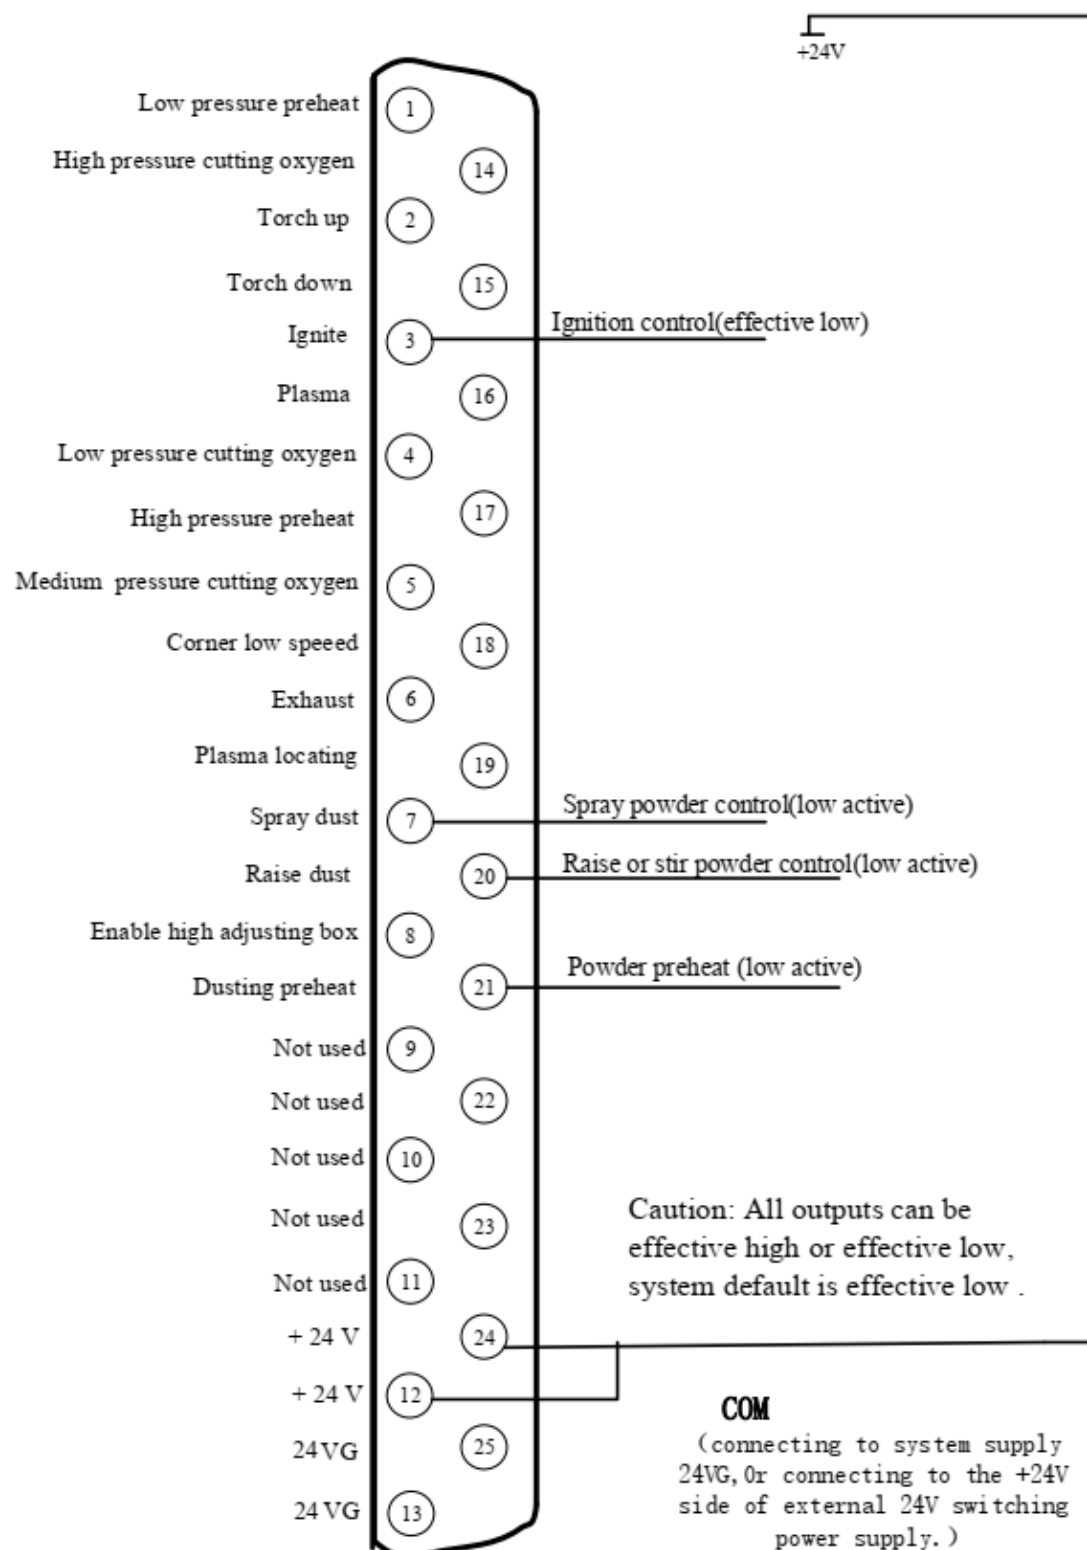 +24V
Low pressure preheat
1
High pressure cutting oxygen
14
Torch up
2
Torch down
15
Ignite
3
Ignition control(effective low)
Plasma
16
Low pressure cutting oxygen
4
High pressure preheat
17
Medium pressure cutting oxygen
5
Corner low speeed
18
Exhaust
6
Plasma locating
19
Spray dust
7
Spray powder control(low active)
Raise dust
20
Raise or stir powder control(low active)
Enable high adjusting box
8
Dusting preheat
21
Powder preheat (low active)
Not used
9
Not used
22
Not used
10
Not used
23
Not used
11
Caution: All outputs can be
effective high or effective low,
system default is effective low .
+ 24 V
24
+ 24 V
12
24VG
25
24 VG
13
COM
(connecting to system supply
24VG,Or connecting to the +24V
side of external 24V switching
power supply.)